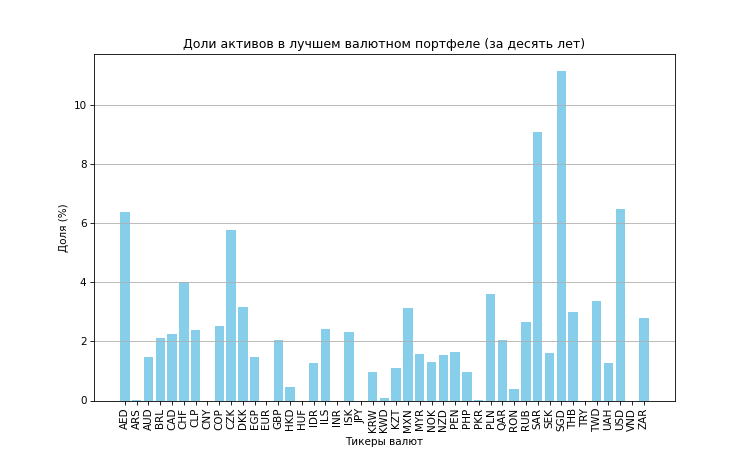 Доли активов в лучшем валютном портфеле (за десять лет)
Доля (%)
10
8
6
4
2
0
AED ARS AUD BRL CAD CHF CLP CNY COP CZK DKK EGP EUR GBP HKD HUF IDR ILS INR ISK JPY KRW KWD KZT MXN MYR NOK NZD PEN PHP PKR PLN QAR RON RUB SAR SEK SGD THB TRY TWD UAH USD VND ZAR
Тикеры валют